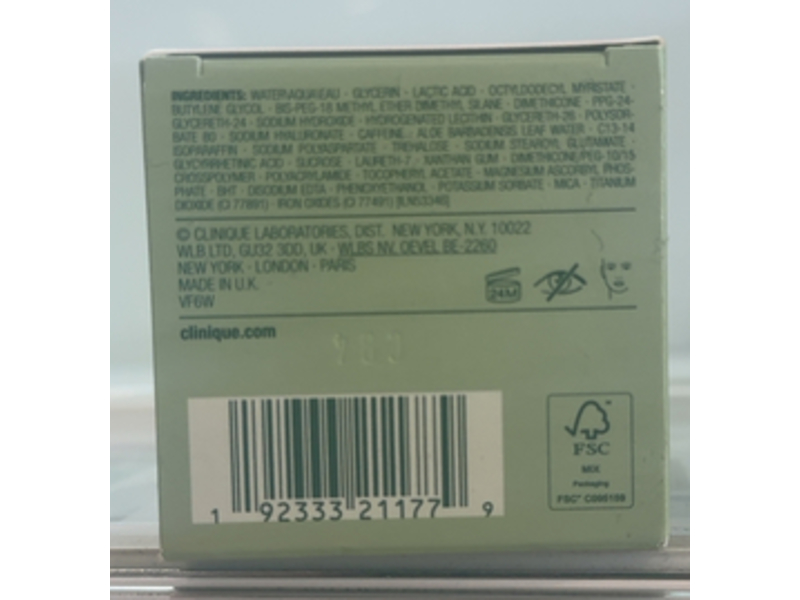 INGREDIENTS: WATER\AQUA\EAU · GLYCERIN · LACTIC ACID · OCTYLDODECYL MYRISTATE ·
BUTYLENE GLYCOL · BIS-PEG-18 METHYL ETHER DIMETHYL SILANE · DIMETHICONE · PPG-24-
GLYCERETH-24 · SODIUM HYDROXIDE · HYDROGENATED LECITHIN · GLYCERETH-26 · POLYSOR-
BATE 80 · SODIUM HYALURONATE · CAFFEINE · ALOE BARBADENSIS LEAF WATER · C13-14
ISOPARAFFIN · SODIUM POLYASPARTATE · TREHALOSE · SODIUM STEAROYL GLUTAMATE ·
GLYCYRRHETINIC ACID · SUCROSE · LAURETH-7 · XANTHAN GUM · DIMETHICONE/PEG-10/15
CROSSPOLYMER · POLYACRYLAMIDE · TOCOPHERYL ACETATE · MAGNESIUM ASCORBYL PHOS-
PHATE · BHT · DISODIUM EDTA · PHENOXYETHANOL · POTASSIUM SORBATE · MICA · TITANIUM
DIOXIDE (CI 77891) · IRON OXIDES (CI 77491) [ILN53346]
© CLINIQUE LABORATORIES, DIST. NEW YORK, N.Y. 10022
WLB LTD, GU32 3DD, UK · WLBS NV, OEVEL BE-2260
NEW YORK · LONDON · PARIS
MADE IN U.K.
VF6W
24M
clinique.com
1 92333 21177 9
FSC
MIX
Packaging